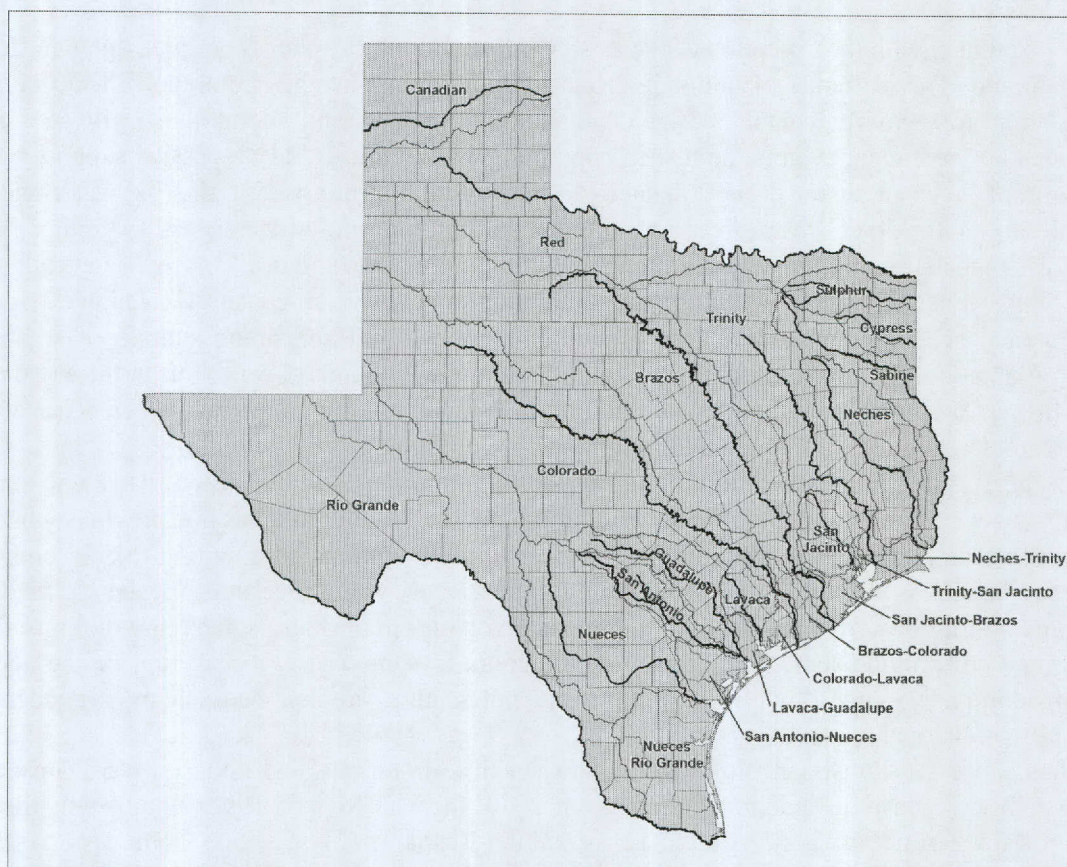 Canadian
Red
Sulphur
Trinity
Cypress
Brazos
Sabine
Neches
Colorado
Rio Grande
San
Jacinto
Guadalupe
San Antonio
Lavaca
Nueces
Neches-Trinity
Trinity-San Jacinto
San Jacinto-Brazos
Brazos-Colorado
Colorado-Lavaca
Lavaca-Guadalupe
San Antonio-Nueces
Nueces
Rio Grande